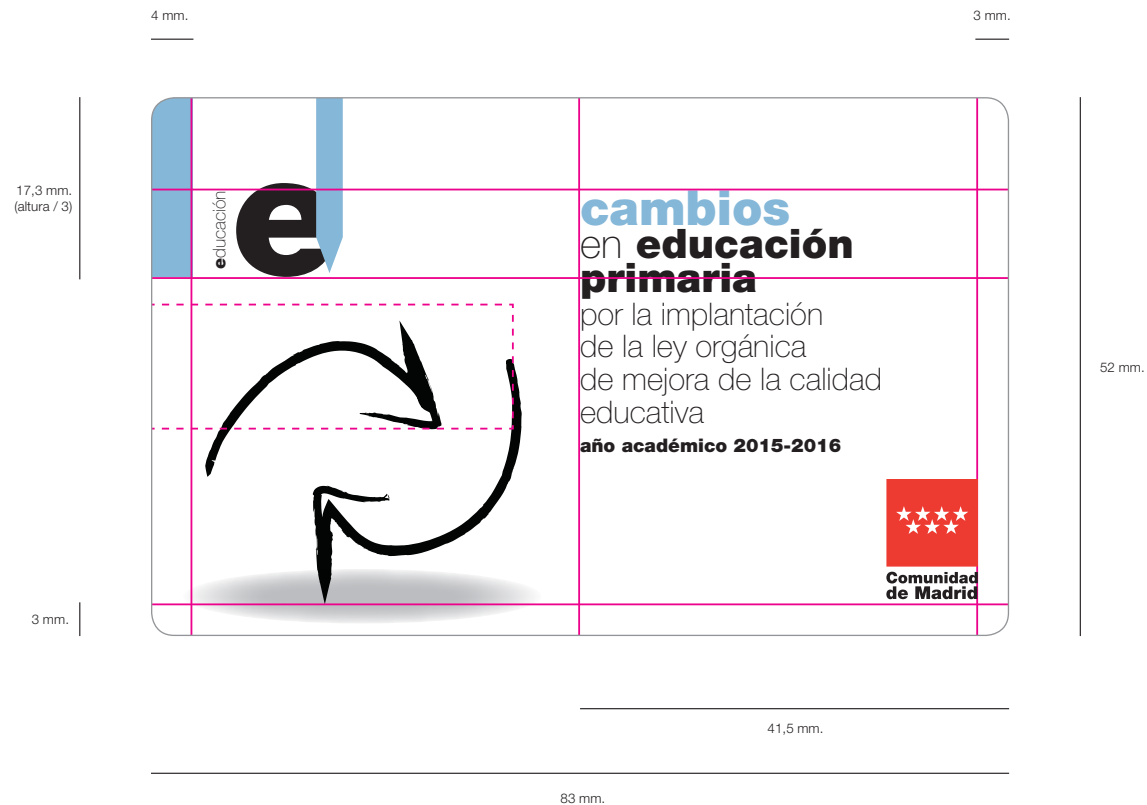 4 mm.
3 mm.
17,3 mm.
(altura / 3)
educación
e
cambios
en educación
primaria
por la implantación
de la ley orgánica
de mejora de la calidad
educativa
año académico 2015-2016
52 mm.
Comunidad
de Madrid
3 mm.
41,5 mm.
83 mm.